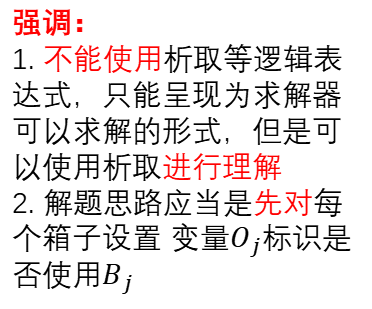 强调：
1. 不能使用析取等逻辑表
达式，只能呈现为求解器
可以求解的形式，但是可
以使用析取进行理解
2. 解题思路应当是先对每
个箱子设置 变量Oⱼ标识是
否使用Bⱼ